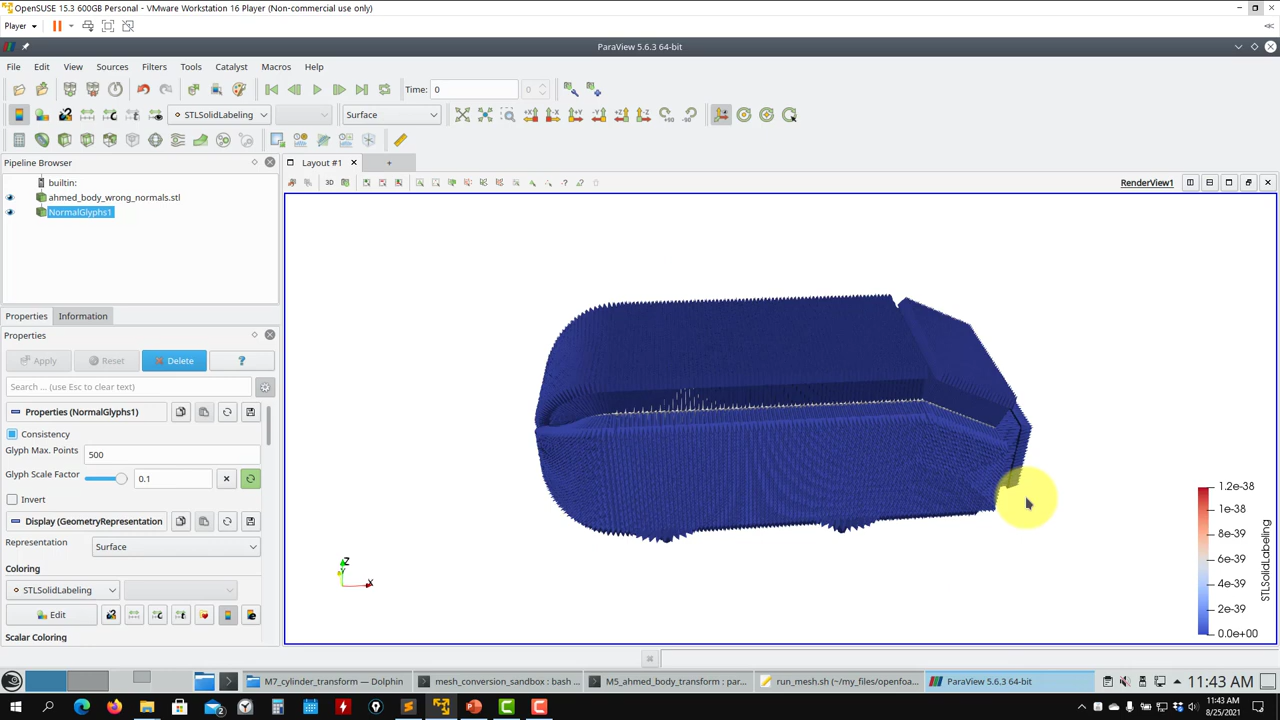 OpenSUSE 15.3 600GB Personal - VMware Workstation 16 Player (Non-commercial use only)
Player
ParaView 5.6.3 64-bit
File Edit View Sources Filters Tools Catalyst Macros Help
Time: 0 0
STLSolidLabeling Surface +X -X +Y -Y +Z -Z +90 -90
Pipeline Browser Layout #1 +
builtin: 3D RenderView1
ahmed_body_wrong_normals.stl
NormalGlyphs1
Properties Information
Properties
Apply Reset Delete ?
Search ... (use Esc to clear text)
Properties (NormalGlyphs1)
Consistency
Glyph Max. Points 500
Glyph Scale Factor 0.1
Invert
Display (GeometryRepresentation
Representation Surface
Coloring
STLSolidLabeling
Edit
Scalar Coloring
Z
Y
X
1.2e-38
1e-38
8e-39
6e-39
4e-39
2e-39
0.0e+00
STLSolidLabeling
M7_cylinder_transform — Dolphin mesh_conversion_sandbox : bash ... M5_ahmed_body_transform : par... run_mesh.sh (~/my_files/openfoa... ParaView 5.6.3 64-bit 11:43 AM
11:43 AM
8/25/2021